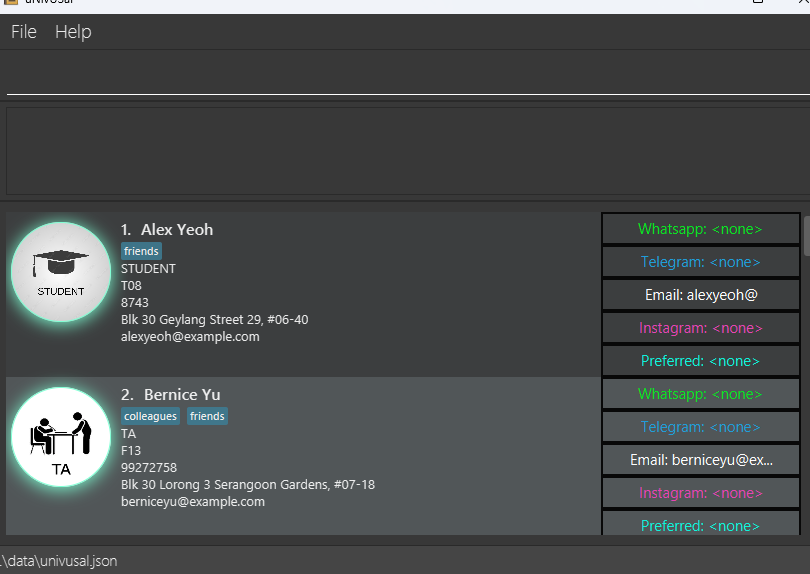 univusal
File Help
1. Alex Yeoh
friends
STUDENT
T08
8743
Blk 30 Geylang Street 29, #06-40
alexyeoh@example.com
STUDENT
Whatsapp: <none>
Telegram: <none>
Email: alexyeoh@
Instagram: <none>
Preferred: <none>
2. Bernice Yu
colleagues friends
TA
F13
99272758
Blk 30 Lorong 3 Serangoon Gardens, #07-18
berniceyu@example.com
TA
Whatsapp: <none>
Telegram: <none>
Email: berniceyu@ex...
Instagram: <none>
Preferred: <none>
.\data\univusal.json